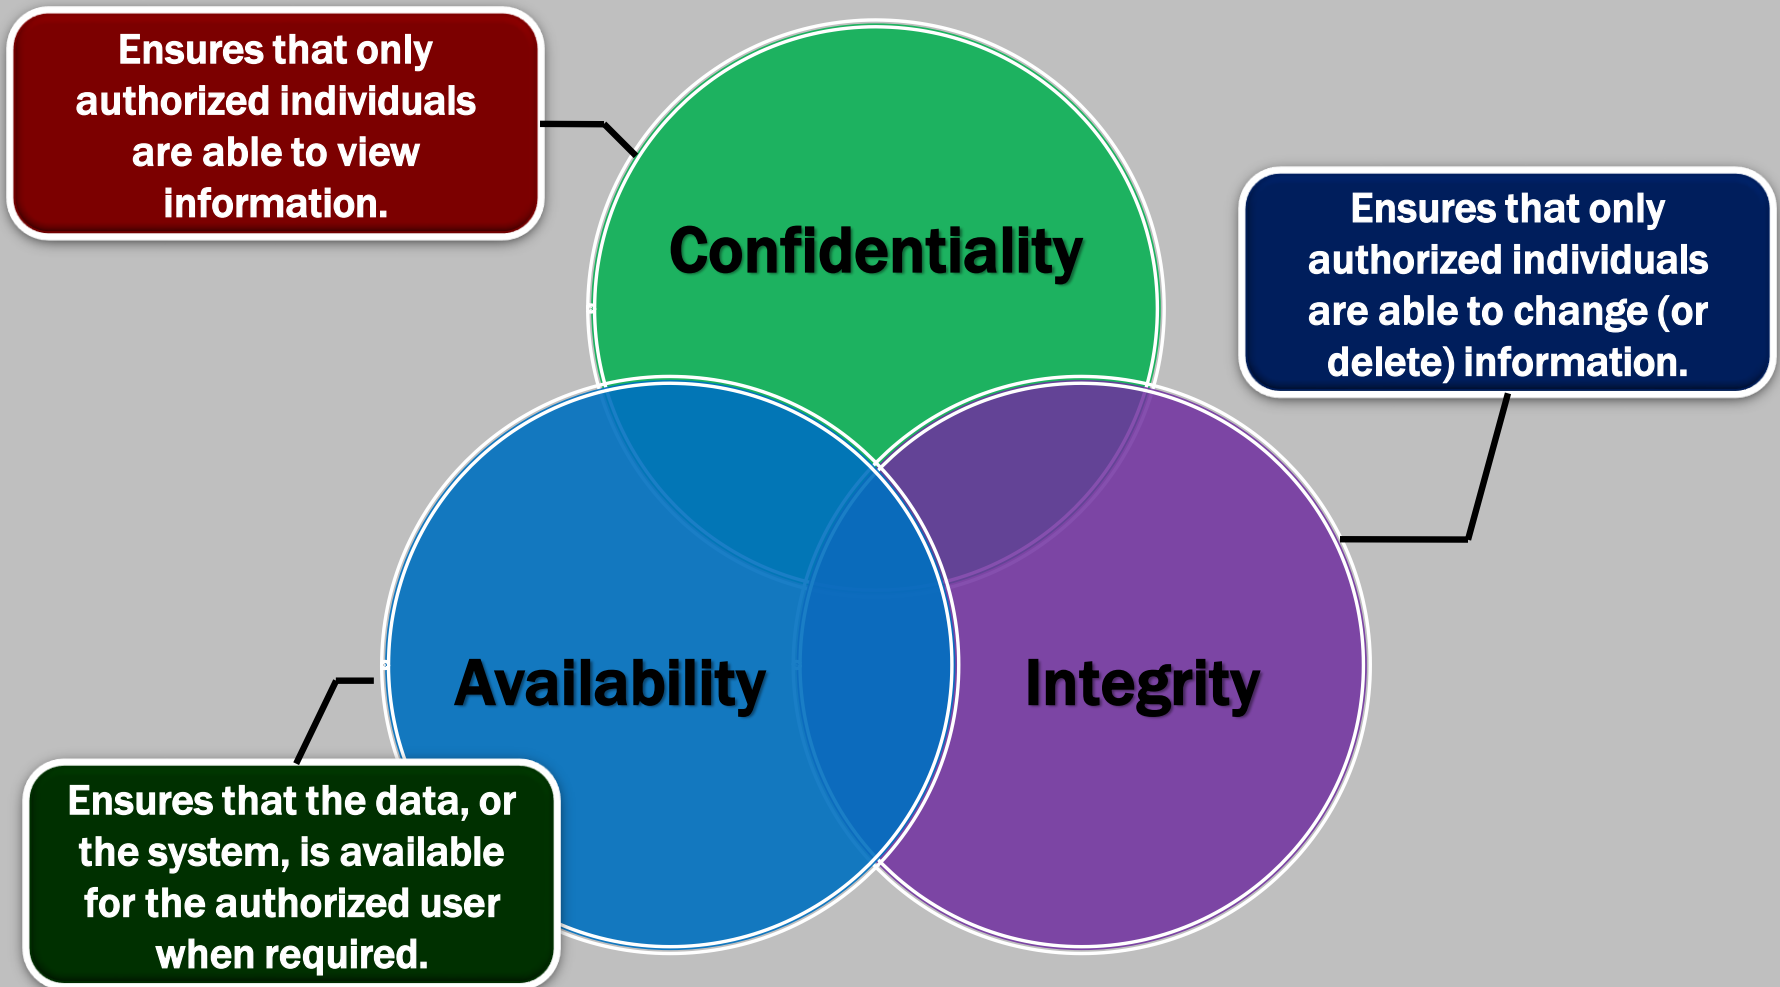 Ensures that only
authorized individuals
are able to view
information.
Confidentiality
Ensures that only
authorized individuals
are able to change (or
delete) information.
Availability
Integrity
Ensures that the data, or
the system, is available
for the authorized user
when required.